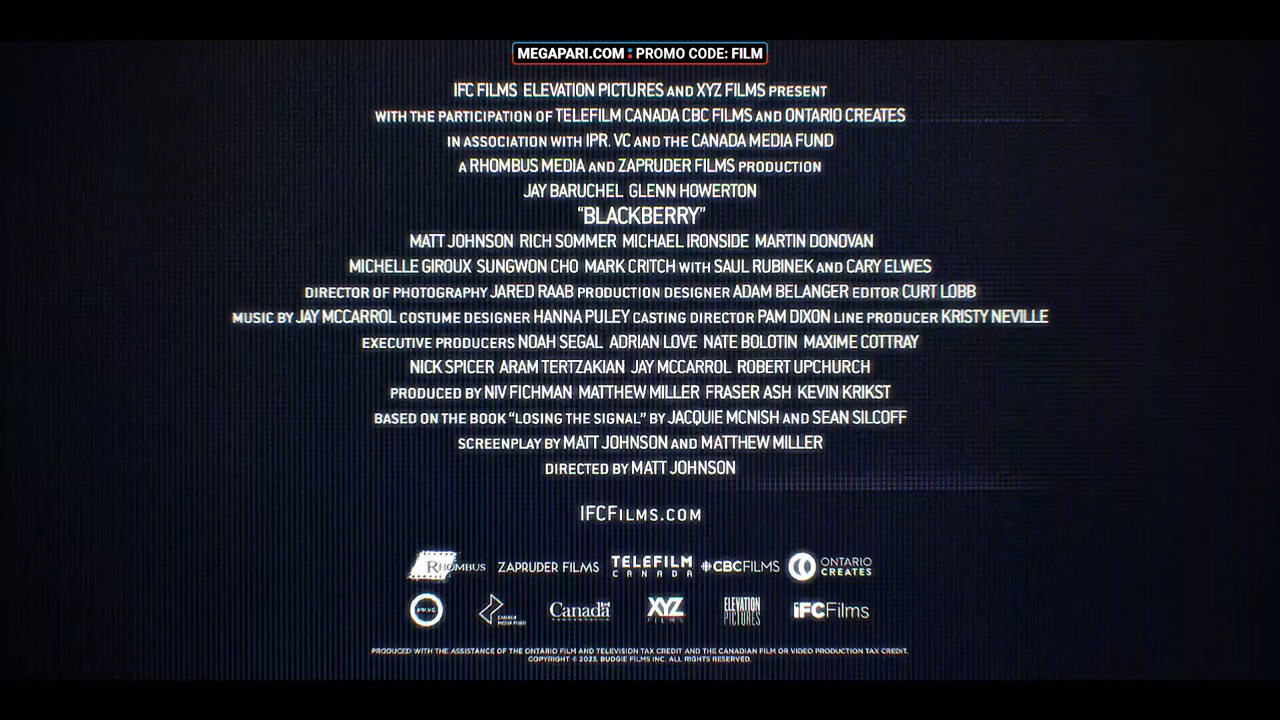 MEGAPARI.COM : PROMO CODE: FILM
IFC FILMS ELEVATION PICTURES AND XYZ FILMS PRESENT
WITH THE PARTICIPATION OF TELEFILM CANADA CBC FILMS AND ONTARIO CREATES
IN ASSOCIATION WITH IPR. VC AND THE CANADA MEDIA FUND
A RHOMBUS MEDIA AND ZAPRUDER FILMS PRODUCTION
JAY BARUCHEL GLENN HOWERTON
“BLACKBERRY”
MATT JOHNSON RICH SOMMER MICHAEL IRONSIDE MARTIN DONOVAN
MICHELLE GIROUX SUNGWON CHO MARK CRITCH WITH SAUL RUBINEK AND CARY ELWES
DIRECTOR OF PHOTOGRAPHY JARED RAAB PRODUCTION DESIGNER ADAM BELANGER EDITOR CURT LOBB
MUSIC BY JAY MCCARROL COSTUME DESIGNER HANNA PULEY CASTING DIRECTOR PAM DIXON LINE PRODUCER KRISTY NEVILLE
EXECUTIVE PRODUCERS NOAH SEGAL ADRIAN LOVE NATE BOLOTIN MAXIME COTTRAY
NICK SPICER ARAM TERTZAKIAN JAY MCCARROL ROBERT UPCHURCH
PRODUCED BY NIV FICHMAN MATTHEW MILLER FRASER ASH KEVIN KRIKST
BASED ON THE BOOK “LOSING THE SIGNAL” BY JACQUIE MCNISH AND SEAN SILCOFF
SCREENPLAY BY MATT JOHNSON AND MATTHEW MILLER
DIRECTED BY MATT JOHNSON
IFCFILMS.COM
RHOMBUS ZAPRUDER FILMS TELEFILM CANADA CBC FILMS ONTARIO CREATES
IPR.VC CANADA MEDIA FUND Canada XYZ FILMS ELEVATION PICTURES IFC Films
PRODUCED WITH THE ASSISTANCE OF THE ONTARIO FILM AND TELEVISION TAX CREDIT AND THE CANADIAN FILM OR VIDEO PRODUCTION TAX CREDIT.
COPYRIGHT © 2023. BUDGIE FILMS INC. ALL RIGHTS RESERVED.